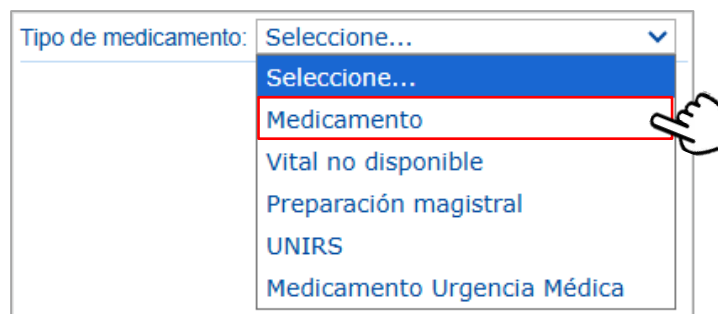 Tipo de medicamento: Seleccione...
Seleccione...
Medicamento
Vital no disponible
Preparación magistral
UNIRS
Medicamento Urgencia Médica